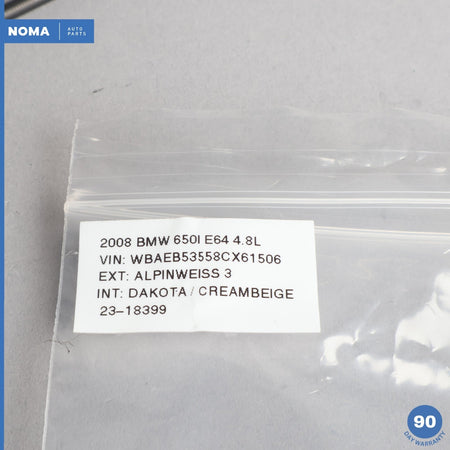 NOMA AUTO PARTS
2008 BMW 650I E64 4.8L
VIN: WBAEB53558CX61506
EXT: ALPINWEISS 3
INT: DAKOTA / CREAMBEIGE
23-18399
90
DAY WARRANTY